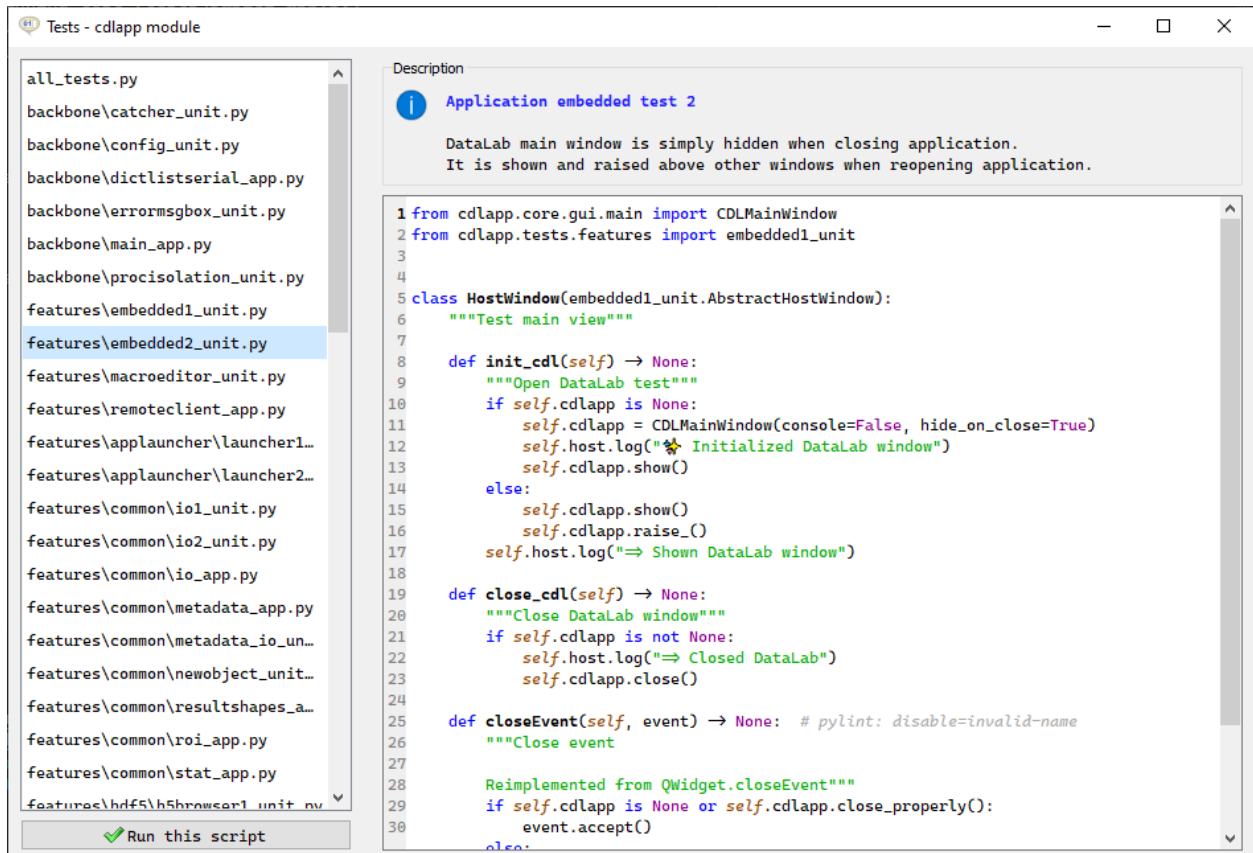 Tests - cdlapp module
all_tests.py
backbone\catcher_unit.py
backbone\config_unit.py
backbone\dictlistserial_app.py
backbone\errormsgbox_unit.py
backbone\main_app.py
backbone\procisolation_unit.py
features\embedded1_unit.py
features\embedded2_unit.py
features\macroeditor_unit.py
features\remoteclient_app.py
features\applauncher\launcher1…
features\applauncher\launcher2…
features\common\io1_unit.py
features\common\io2_unit.py
features\common\io_app.py
features\common\metadata_app.py
features\common\metadata_io_un…
features\common\newobject_unit…
features\common\resultshapes_a…
features\common\roi_app.py
features\common\stat_app.py
features\hdf5\h5browser1_unit.py
Run this script
Description
Application embedded test 2
DataLab main window is simply hidden when closing application.
It is shown and raised above other windows when reopening application.
1 from cdlapp.core.gui.main import CDLMainWindow
2 from cdlapp.tests.features import embedded1_unit
3
4
5 class HostWindow(embedded1_unit.AbstractHostWindow):
6     """Test main view"""
7
8     def init_cdl(self) → None:
9         """Open DataLab test"""
10         if self.cdlapp is None:
11             self.cdlapp = CDLMainWindow(console=False, hide_on_close=True)
12             self.host.log("✨ Initialized DataLab window")
13             self.cdlapp.show()
14         else:
15             self.cdlapp.show()
16             self.cdlapp.raise_()
17         self.host.log("⇒ Shown DataLab window")
18
19     def close_cdl(self) → None:
20         """Close DataLab window"""
21         if self.cdlapp is not None:
22             self.host.log("⇒ Closed DataLab")
23             self.cdlapp.close()
24
25     def closeEvent(self, event) → None:  # pylint: disable=invalid-name
26         """Close event
27
28         Reimplemented from QWidget.closeEvent"""
29         if self.cdlapp is None or self.cdlapp.close_properly():
30             event.accept()
else: